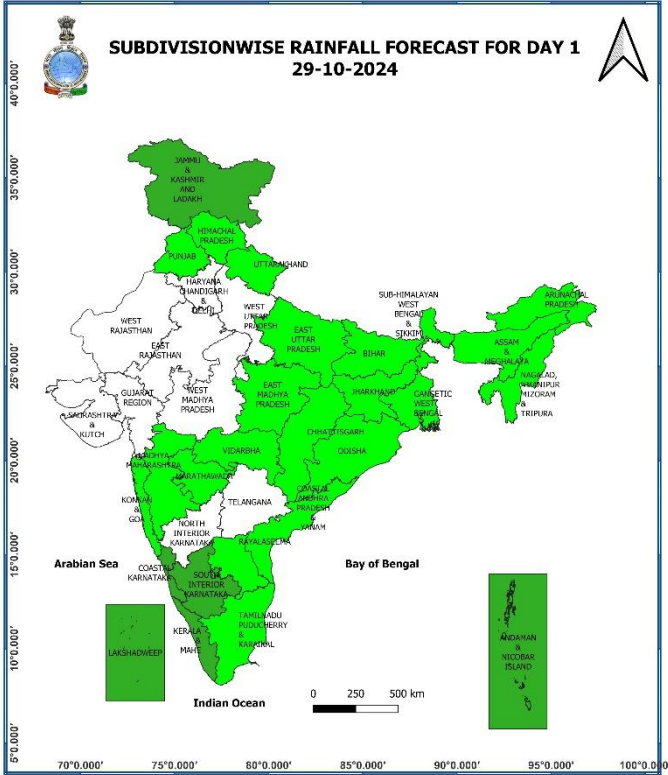 SUBDIVISIONWISE RAINFALL FORECAST FOR DAY 1
29-10-2024
40°0.000'
35°0.000'
30°0.000'
25°0.000'
20°0.000'
15°0.000'
10°0.000'
5°0.000'
JAMMU
&
KASHMIR
AND
LADAKH
HIMACHAL
PRADESH
PUNJAB
UTTARAKHAND
HARYANA
CHANDIGARH
&
DELHI
WEST
UTTAR
PRADESH
SUB-HIMALAYAN
WEST
BENGAL
&
SIKKIM
ARUNACHAL
PRADESH
WEST
RAJASTHAN
EAST
RAJASTHAN
EAST
UTTAR
PRADESH
BIHAR
ASSAM
&
MEGHALAYA
NAGALAD,
MANIPUR
MIZORAM
&
TRIPURA
GUJARAT
REGION
WEST
MADHYA
PRADESH
EAST
MADHYA
PRADESH
JHARKHAND
GANGETIC
WEST
BENGAL
SAURASHTRA
&
KUTCH
CHHATTISGARH
ODISHA
VIDARBHA
MADHYA
MAHARASHTRA
MARATHAWADA
KONKAN
&
GOA
TELANGANA
COASTAL
ANDHRA
PRADESH
&
YANAM
NORTH
INTERIOR
KARNATAKA
RAYALASEEMA
Arabian Sea
Bay of Bengal
COASTAL
KARNATAKA
SOUTH
INTERIOR
KARNATAKA
TAMILNADU
PUDUCHERRY
&
KARAIKAL
KERALA
&
MAHE
LAKSHADWEEP
ANDAMAN
&
NICOBAR
ISLAND
Indian Ocean
0 250 500 km
70°0.000' 75°0.000' 80°0.000' 85°0.000' 90°0.000' 95°0.000' 100°0.000